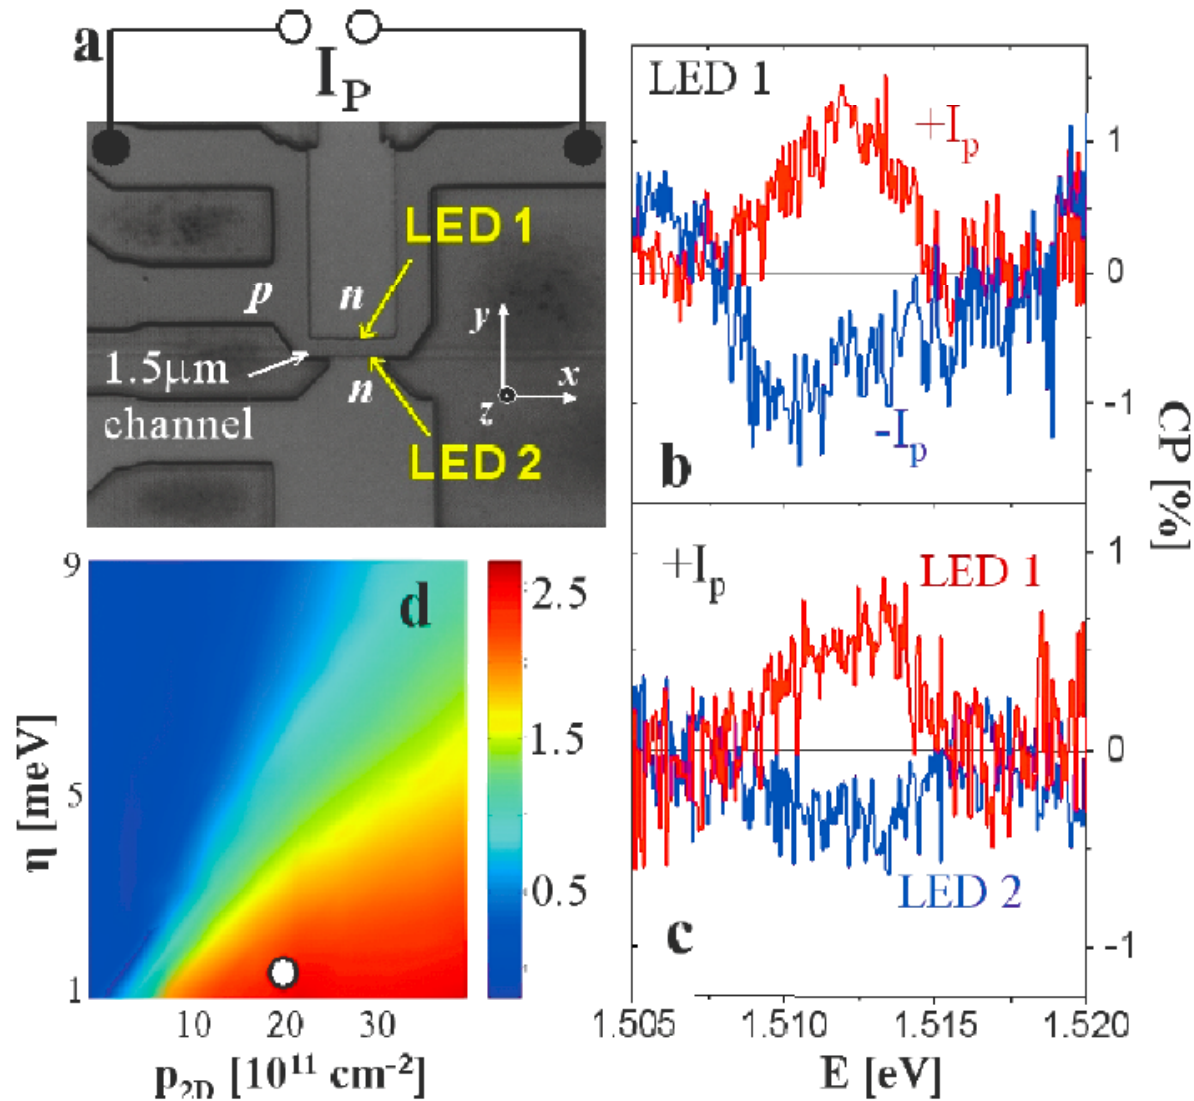 a
I_P
LED 1
p
n
1.5μm
channel
n
y
x
z
LED 2
LED 1
+I_p
-I_p
b
1
0
-1
CP [%]
+I_p
LED 1
LED 2
c
1
0
-1
1.505
1.510
1.515
1.520
E [eV]
d
9
5
1
η [meV]
10
20
30
p_2D [10^11 cm^-2]
2.5
1.5
0.5